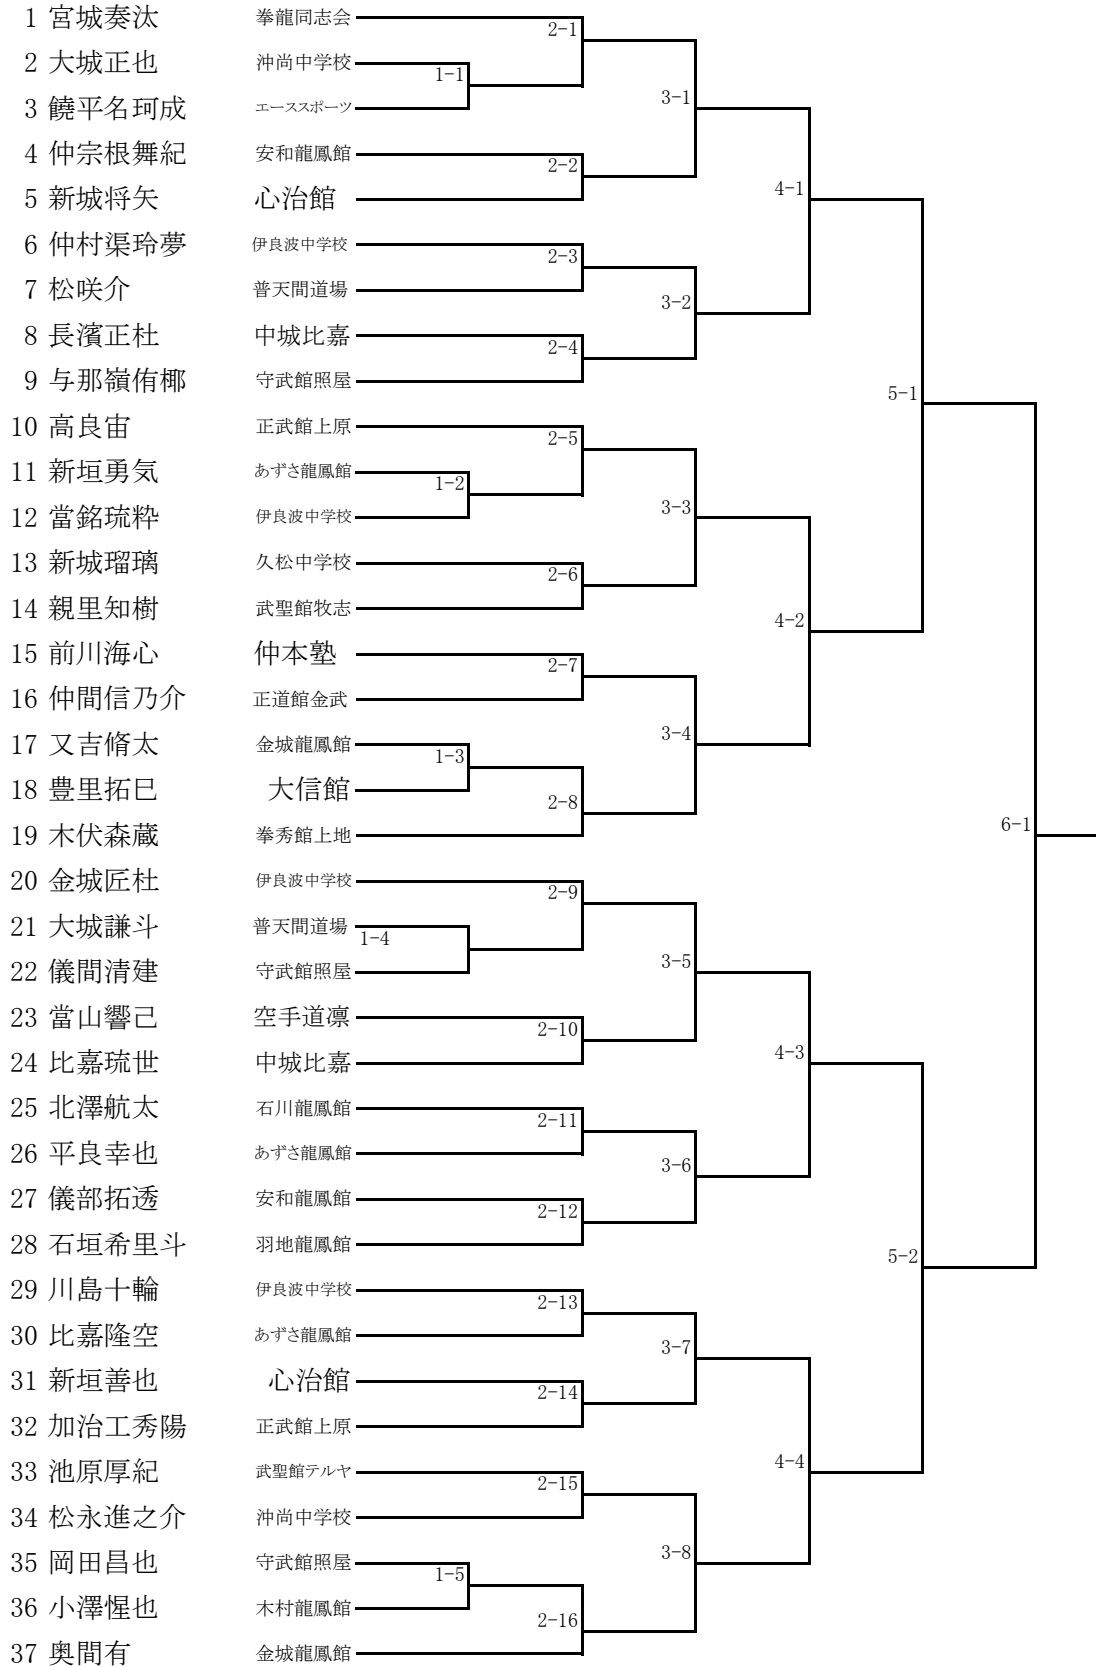 1 宮城奏汰 拳龍同志会
2-1
2 大城正也 沖尚中学校
1-1
3 饒平名珂成 エーススポーツ
3-1
4 仲宗根舞紀 安和龍鳳館
2-2
4-1
5 新城将矢 心治館
6 仲村渠玲夢 伊良波中学校
2-3
7 松咲介 普天間道場
3-2
8 長濱正杜 中城比嘉
2-4
9 与那嶺侑椰 守武館照屋
5-1
10 高良宙 正武館上原
2-5
11 新垣勇気 あずさ龍鳳館
1-2
3-3
12 當銘琉粋 伊良波中学校
13 新城瑠璃 久松中学校
2-6
14 親里知樹 武聖館牧志
4-2
15 前川海心 仲本塾
2-7
16 仲間信乃介 正道館金武
3-4
17 又吉脩太 金城龍鳳館
1-3
18 豊里拓巳 大信館
2-8
6-1
19 木伏森蔵 拳秀館上地
20 金城匠杜 伊良波中学校
2-9
21 大城謙斗 普天間道場
1-4
3-5
22 儀間清建 守武館照屋
23 當山響己 空手道凛
2-10
4-3
24 比嘉琉世 中城比嘉
25 北澤航太 石川龍鳳館
2-11
26 平良幸也 あずさ龍鳳館
3-6
27 儀部拓透 安和龍鳳館
2-12
28 石垣希里斗 羽地龍鳳館
5-2
29 川島十輪 伊良波中学校
2-13
30 比嘉隆空 あずさ龍鳳館
3-7
31 新垣善也 心治館
2-14
32 加治工秀陽 正武館上原
4-4
33 池原厚紀 武聖館テルヤ
2-15
34 松永進之介 沖尚中学校
3-8
35 岡田昌也 守武館照屋
1-5
36 小澤惺也 木村龍鳳館
2-16
37 奥間有 金城龍鳳館